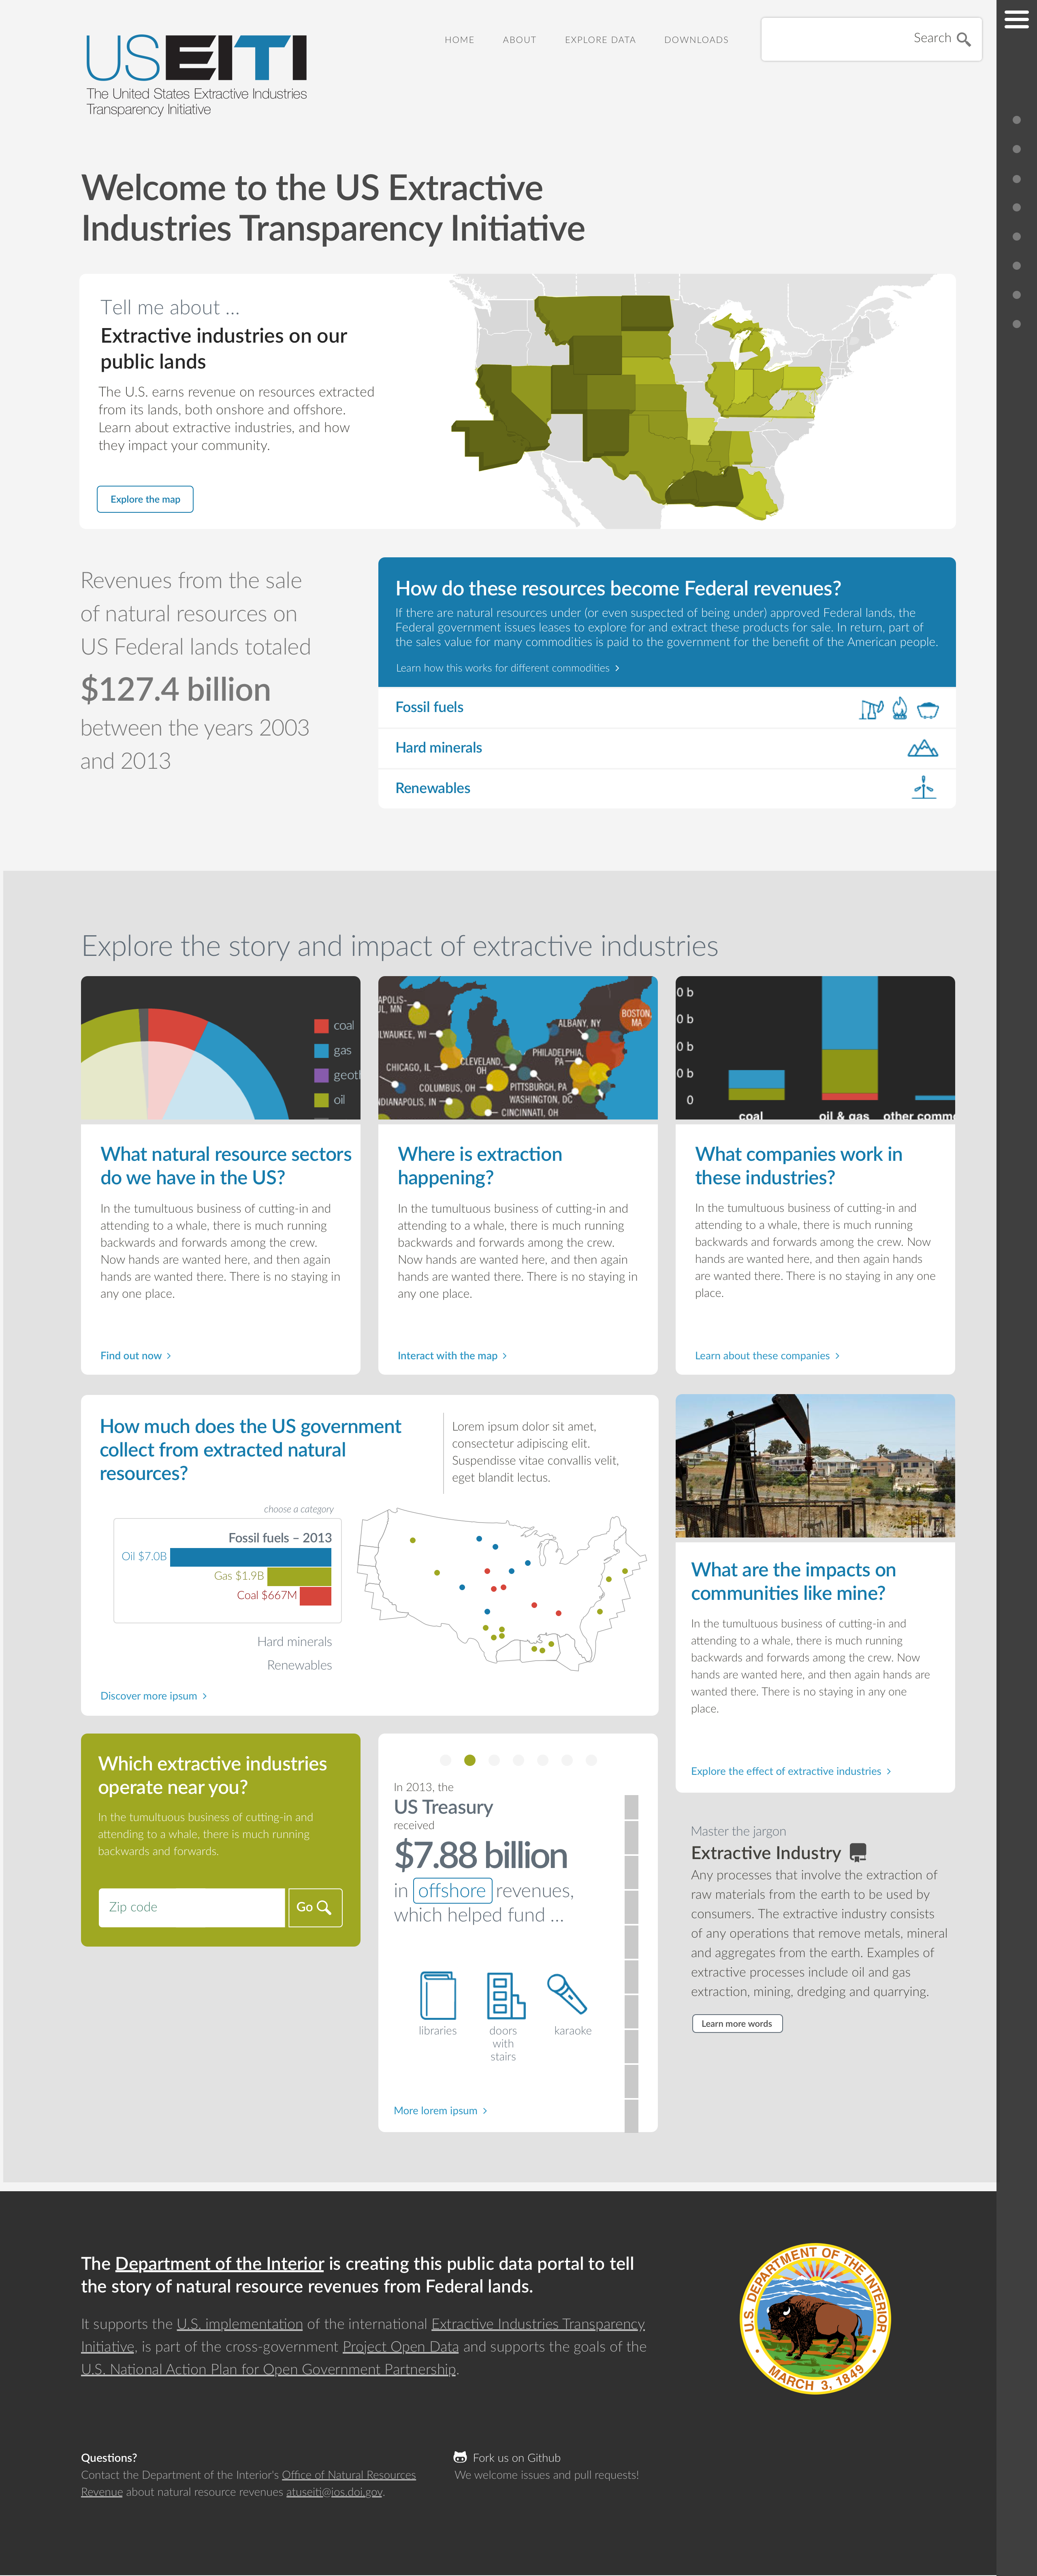 USEITI
The United States Extractive Industries
Transparency Initiative
HOME
ABOUT
EXPLORE DATA
DOWNLOADS
Search
Welcome to the US Extractive
Industries Transparency Initiative
Tell me about ...
Extractive industries on our
public lands
The U.S. earns revenue on resources extracted
from its lands, both onshore and offshore.
Learn about extractive industries, and how
they impact your community.
Explore the map
Revenues from the sale
of natural resources on
US Federal lands totaled
$127.4 billion
between the years 2003
and 2013
How do these resources become Federal revenues?
If there are natural resources under (or even suspected of being under) approved Federal lands, the
Federal government issues leases to explore for and extract these products for sale. In return, part of
the sales value for many commodities is paid to the government for the benefit of the American people.
Learn how this works for different commodities >
Fossil fuels
Hard minerals
Renewables
Explore the story and impact of extractive industries
coal
gas
geotl
oil
What natural resource sectors
do we have in the US?
In the tumultuous business of cutting-in and
attending to a whale, there is much running
backwards and forwards among the crew.
Now hands are wanted here, and then again
hands are wanted there. There is no staying in
any one place.
Find out now >
APOLIS-
UL, MN
LWAUKEE, WI
CHICAGO, IL
CLEVELAND,
OH
COLUMBUS, OH
NDIANAPOLIS, IN
ALBANY, NY
BOSTON,
MA
PHILADELPHIA,
PA
PITTSBURGH, PA
WASHINGTON, DC
CINCINNATI, OH
Where is extraction
happening?
In the tumultuous business of cutting-in and
attending to a whale, there is much running
backwards and forwards among the crew.
Now hands are wanted here, and then again
hands are wanted there. There is no staying in
any one place.
Interact with the map >
0 b
0 b
0 b
0 b
0
coal
oil & gas
other comm
What companies work in
these industries?
In the tumultuous business of cutting-in and
attending to a whale, there is much running
backwards and forwards among the crew. Now
hands are wanted here, and then again hands
are wanted there. There is no staying in any one
place.
Learn about these companies >
How much does the US government
collect from extracted natural
resources?
Lorem ipsum dolor sit amet,
consectetur adipiscing elit.
Suspendisse vitae convallis velit,
eget blandit lectus.
choose a category
Fossil fuels – 2013
Oil $7.0B
Gas $1.9B
Coal $667M
Hard minerals
Renewables
Discover more ipsum >
What are the impacts on
communities like mine?
In the tumultuous business of cutting-in and
attending to a whale, there is much running
backwards and forwards among the crew. Now
hands are wanted here, and then again hands are
wanted there. There is no staying in any one
place.
Explore the effect of extractive industries >
Which extractive industries
operate near you?
In the tumultuous business of cutting-in and
attending to a whale, there is much running
backwards and forwards.
Zip code
Go
In 2013, the
US Treasury
received
$7.88 billion
in offshore revenues,
which helped fund ...
libraries
doors
with
stairs
karaoke
More lorem ipsum >
Master the jargon
Extractive Industry
Any processes that involve the extraction of
raw materials from the earth to be used by
consumers. The extractive industry consists
of any operations that remove metals, mineral
and aggregates from the earth. Examples of
extractive processes include oil and gas
extraction, mining, dredging and quarrying.
Learn more words
The Department of the Interior is creating this public data portal to tell
the story of natural resource revenues from Federal lands.
It supports the U.S. implementation of the international Extractive Industries Transparency
Initiative, is part of the cross-government Project Open Data and supports the goals of the
U.S. National Action Plan for Open Government Partnership.
U.S. DEPARTMENT OF THE INTERIOR
MARCH 3, 1849
Questions?
Contact the Department of the Interior's Office of Natural Resources
Revenue about natural resource revenues atuseiti@ios.doi.gov.
Fork us on Github
We welcome issues and pull requests!